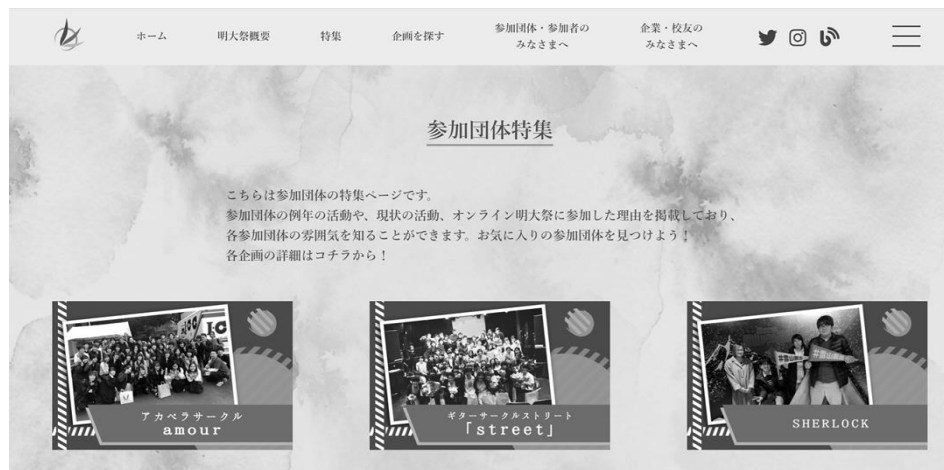 ホーム
明大祭概要
特集
企画を探す
参加団体・参加者の
みなさまへ
企業・校友の
みなさまへ
参加団体特集
こちらは参加団体の特集ページです。
参加団体の例年の活動や、現状の活動、オンライン明大祭に参加した理由を掲載しており、
各参加団体の雰囲気を知ることができます。お気に入りの参加団体を見つけよう！
各企画の詳細はコチラから！
アカペラサークル
amour
ギターサークルストリート
「street」
SHERLOCK